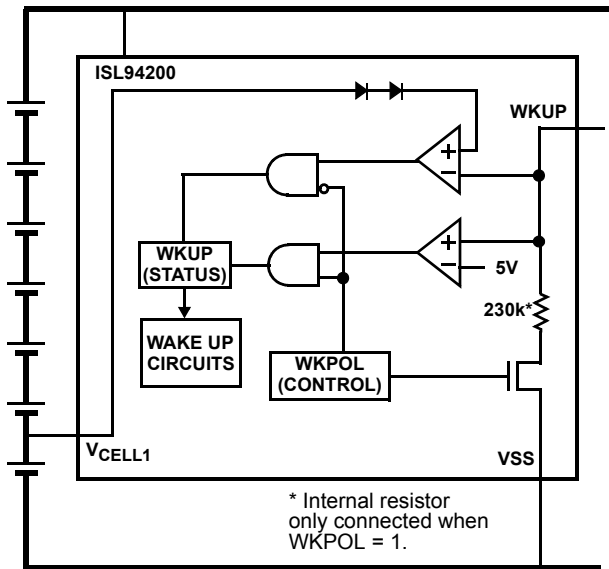 ISL94200
WKUP
+
−
+
−
5V
WKUP
(STATUS)
230k*
WAKE UP
CIRCUITS
WKPOL
(CONTROL)
VCELL1
VSS
* Internal resistor
only connected when
WKPOL = 1.